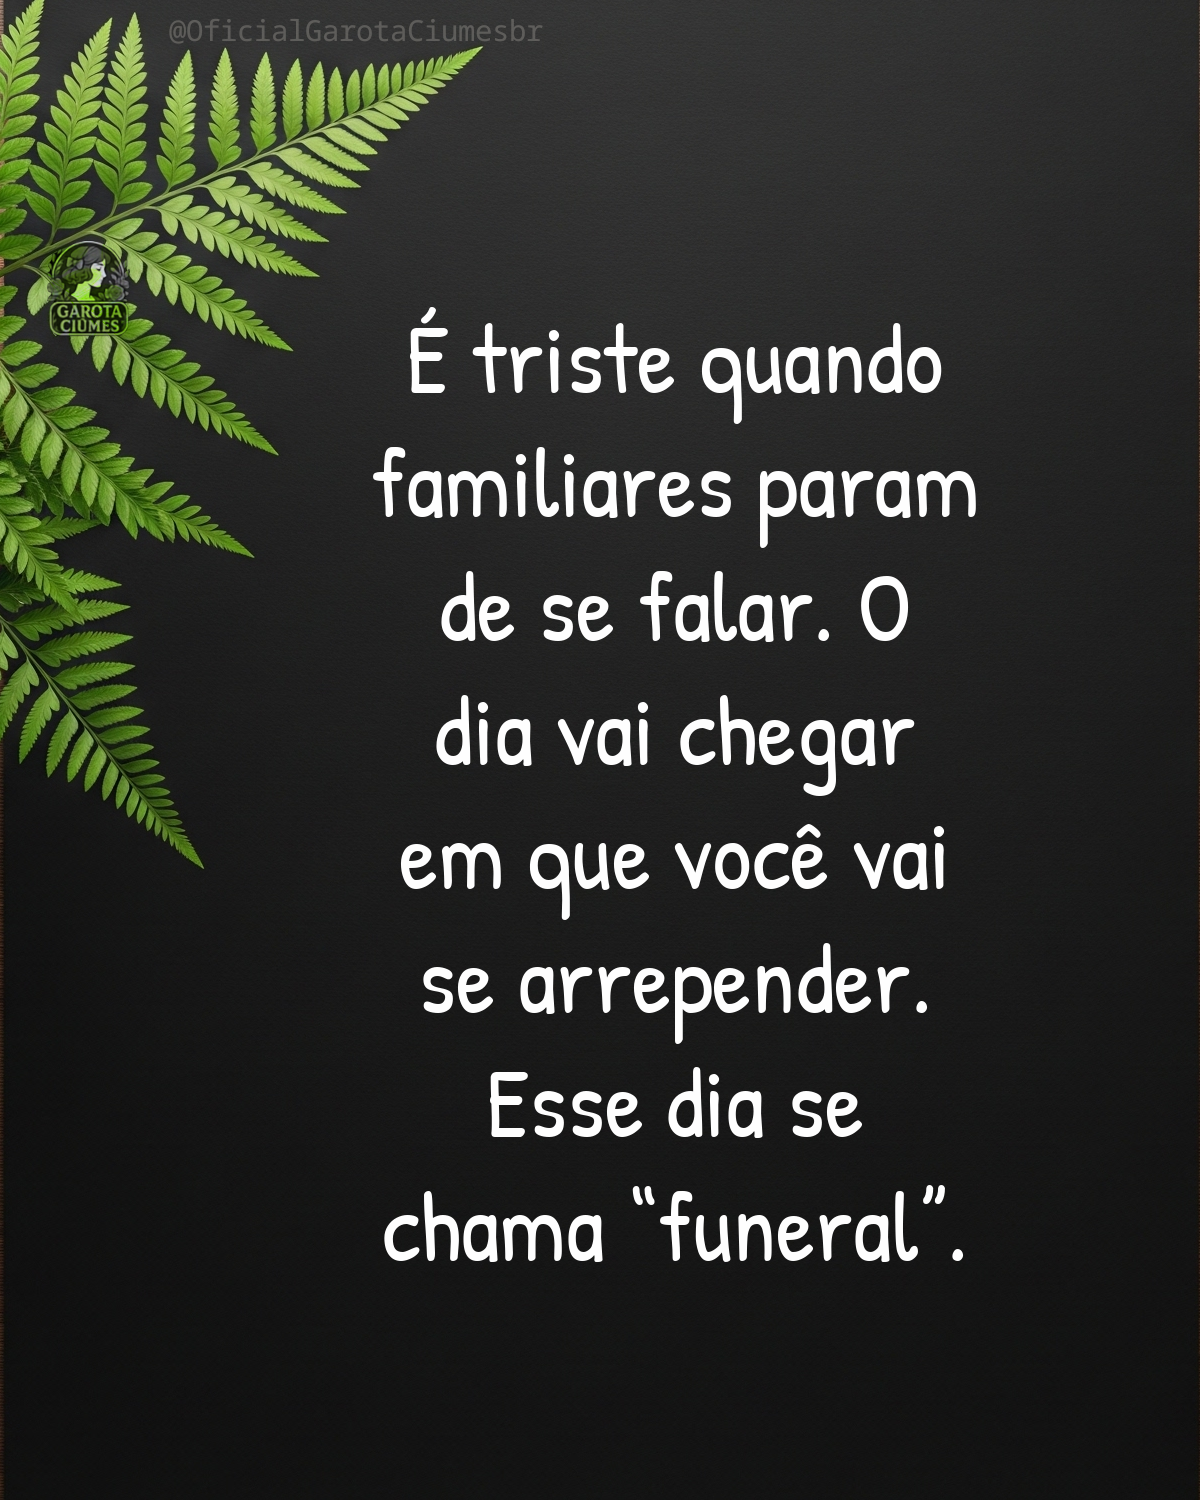 @OficialGarotaCiumesbr
GAROTA
CIÚMES
É triste quando
familiares param
de se falar. O
dia vai chegar
em que você vai
se arrepender.
Esse dia se
chama “funeral”.